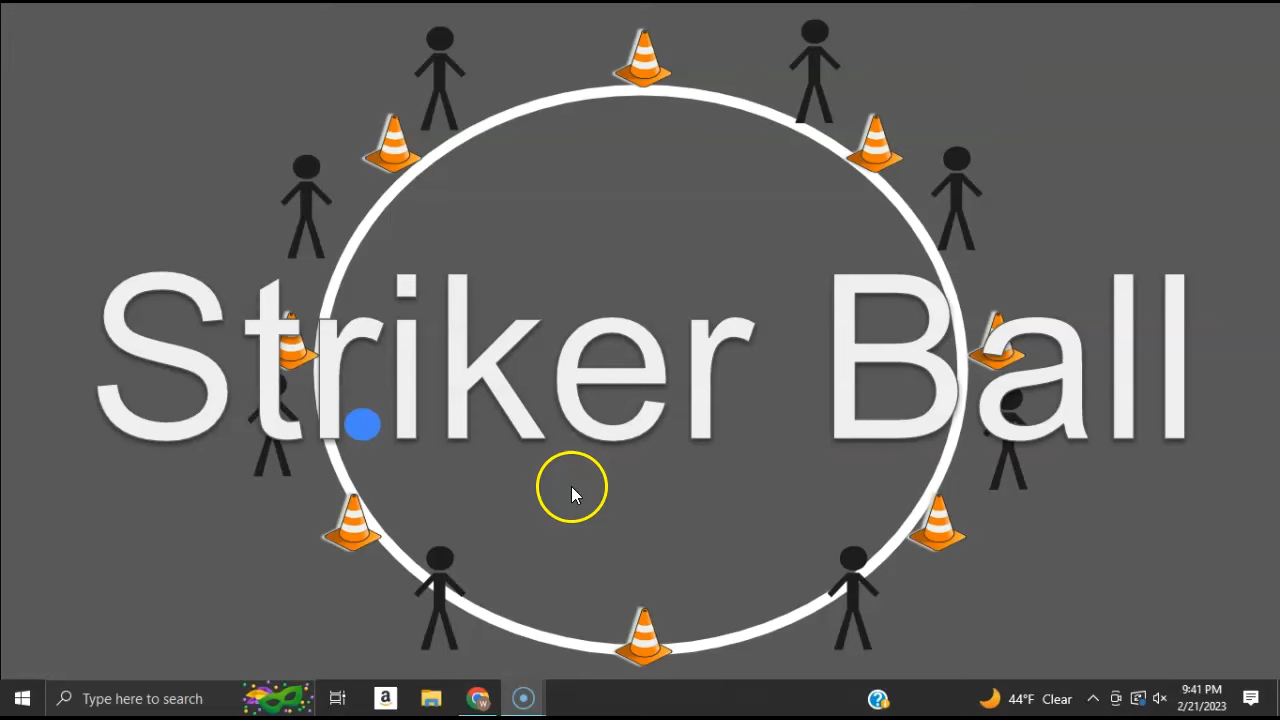 Striker Ball
Type here to search
a
W
44°F Clear
9:41 PM
2/21/2023